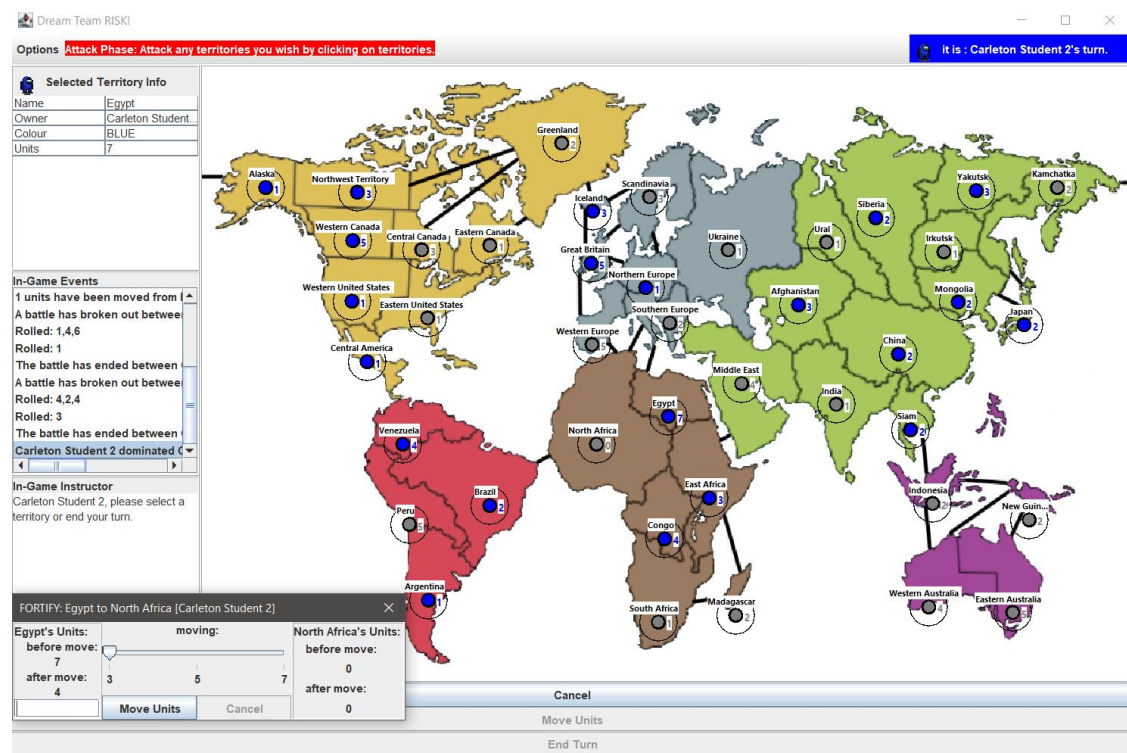 Dream Team RISK!
Options Attack Phase: Attack any territories you wish by clicking on territories.
it is : Carleton Student 2's turn.
Selected Territory Info
Name Egypt
Owner Carleton Student...
Colour BLUE
Units 7
In-Game Events
1 units have been moved from
A battle has broken out between
Rolled: 1,4,6
Rolled: 1
The battle has ended between
A battle has broken out between
Rolled: 4,2,4
Rolled: 3
The battle has ended between
Carleton Student 2 dominated
In-Game Instructor
Carleton Student 2, please select a
territory or end your turn.
Greenland
2
Alaska
1
Northwest Territory
3
Western Canada
5
Central Canada
3
Eastern Canada
1
Western United States
1
Eastern United States
1
Central America
1
Iceland
3
Scandinavia
3
Great Britain
5
Northern Europe
1
Ukraine
1
Southern Europe
2
Western Europe
5
Ural
1
Siberia
2
Yakutsk
3
Kamchatka
2
Irkutsk
1
Mongolia
2
Japan
2
Afghanistan
3
China
2
Middle East
4
India
1
Siam
2
Venezuela
4
Peru
5
Brazil
2
Argentina
1
North Africa
0
Egypt
7
East Africa
3
Congo
4
South Africa
1
Madagascar
2
Indonesia
2
New Guin...
2
Western Australia
4
Eastern Australia
5
FORTIFY: Egypt to North Africa [Carleton Student 2]
Egypt's Units:
before move:
7
after move:
4
moving:
3 5 7
Move Units Cancel
North Africa's Units:
before move:
0
after move:
0
Cancel
Move Units
End Turn